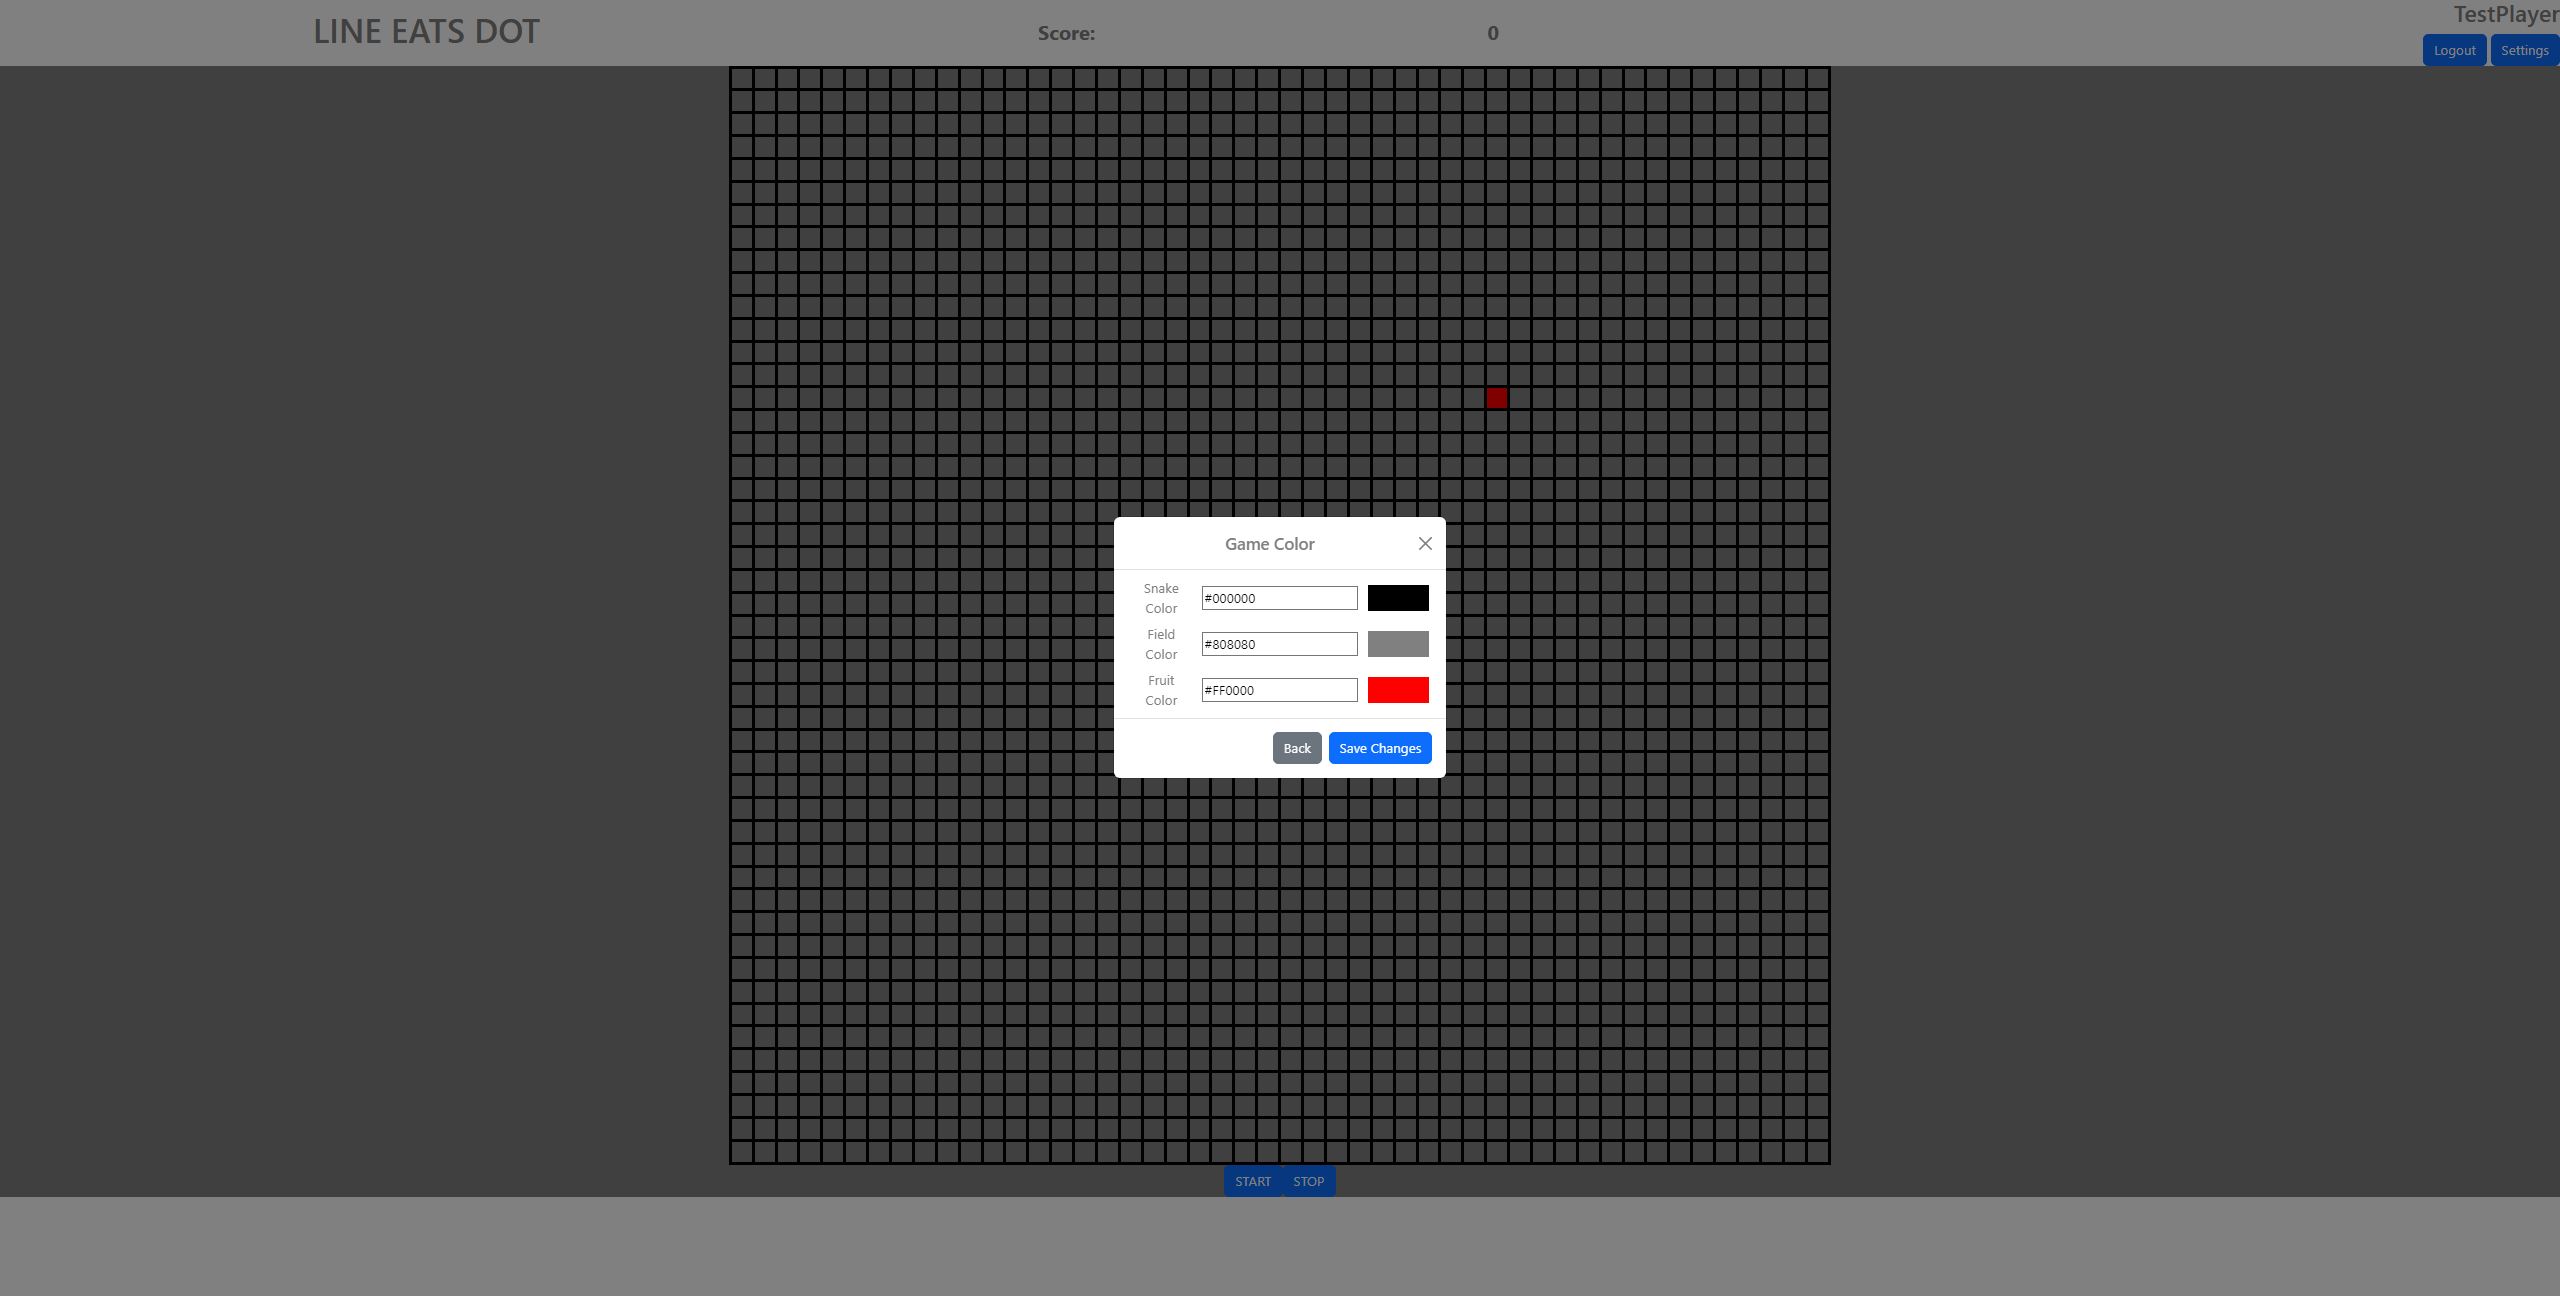 LINE EATS DOT
Score:
0
TestPlayer
Logout
Settings
Game Color
Snake
Color
#000000
Field
Color
#808080
Fruit
Color
#FF0000
Back
Save Changes
START
STOP